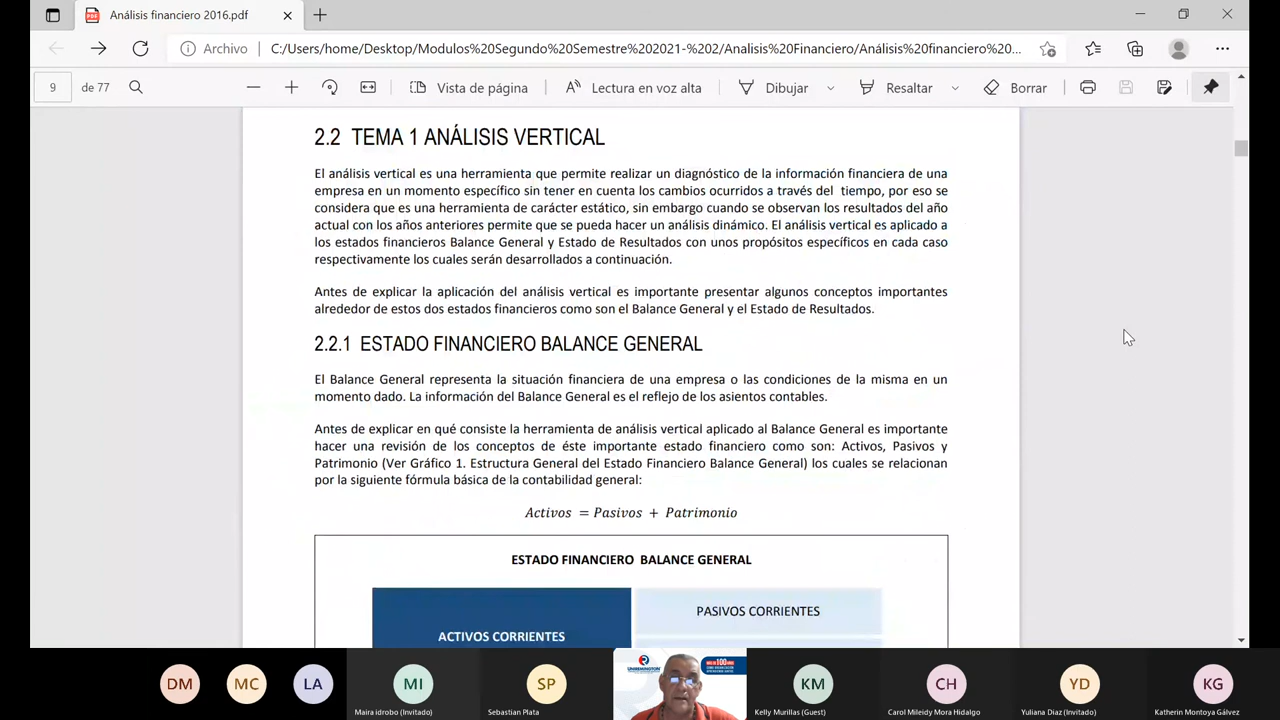 Análisis financiero 2016.pdf
Archivo
C:/Users/home/Desktop/Modulos%20Segundo%20Semestre%202021-%202/Analisis%20Financiero/Análisis%20financiero%20...
9 de 77
Vista de página
Lectura en voz alta
Dibujar
Resaltar
Borrar
2.2 TEMA 1 ANÁLISIS VERTICAL
El análisis vertical es una herramienta que permite realizar un diagnóstico de la información financiera de una
empresa en un momento específico sin tener en cuenta los cambios ocurridos a través del tiempo, por eso se
considera que es una herramienta de carácter estático, sin embargo cuando se observan los resultados del año
actual con los años anteriores permite que se pueda hacer un análisis dinámico. El análisis vertical es aplicado a
los estados financieros Balance General y Estado de Resultados con unos propósitos específicos en cada caso
respectivamente los cuales serán desarrollados a continuación.
Antes de explicar la aplicación del análisis vertical es importante presentar algunos conceptos importantes
alrededor de estos dos estados financieros como son el Balance General y el Estado de Resultados.
2.2.1 ESTADO FINANCIERO BALANCE GENERAL
El Balance General representa la situación financiera de una empresa o las condiciones de la misma en un
momento dado. La información del Balance General es el reflejo de los asientos contables.
Antes de explicar en qué consiste la herramienta de análisis vertical aplicado al Balance General es importante
hacer una revisión de los conceptos de éste importante estado financiero como son: Activos, Pasivos y
Patrimonio (Ver Gráfico 1. Estructura General del Estado Financiero Balance General) los cuales se relacionan
por la siguiente fórmula básica de la contabilidad general:
Activos = Pasivos + Patrimonio
ESTADO FINANCIERO BALANCE GENERAL
PASIVOS CORRIENTES
ACTIVOS CORRIENTES
DM
MC
LA
MI
Maira idrobo (Invitado)
SP
Sebastian Plata
UNIREMINGTON
KM
Kelly Murillas (Guest)
CH
Carol Mileidy Mora Hidalgo
YD
Yuliana Diaz (Invitado)
KG
Katherin Montoya Gálvez